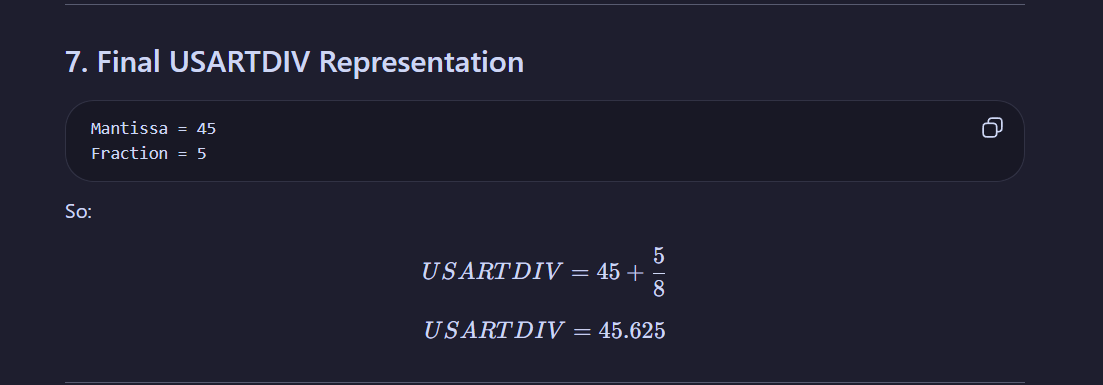 7. Final USARTDIV Representation
Mantissa = 45
Fraction = 5
So:
USARTDIV = 45 + 5/8
USARTDIV = 45.625